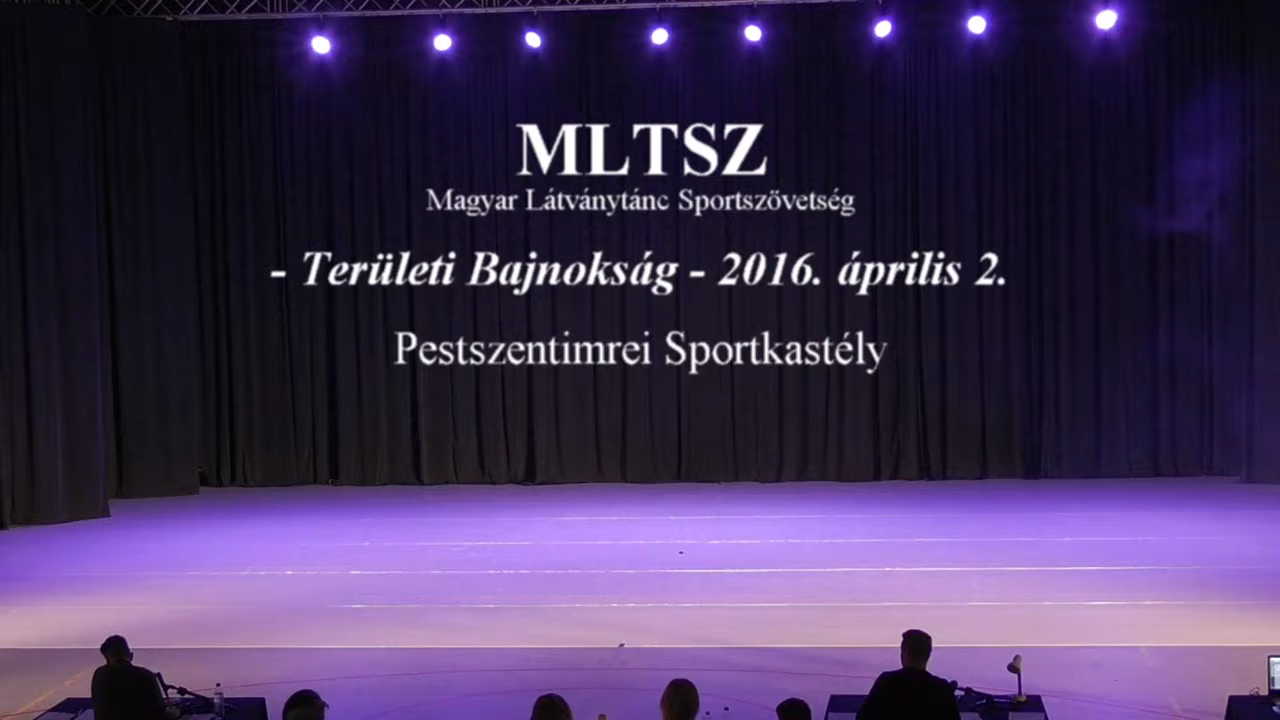 MLTSZ
Magyar Látványtánc Sportszövetség
- Területi Bajnokság - 2016. április 2.
Pestszentimrei Sportkastély